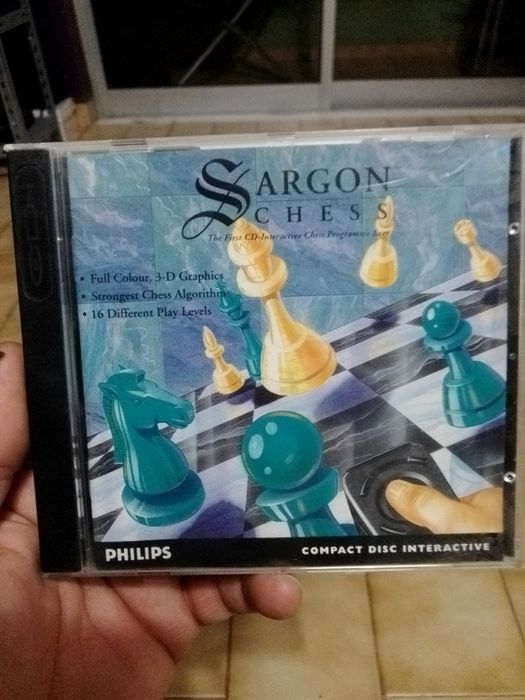 SARGON
CHESS
The First CD-Interactive Chess Programme Ever
• Full Colour, 3-D Graphics
• Strongest Chess Algorithm
• 16 Different Play Levels
PHILIPS
COMPACT DISC INTERACTIVE